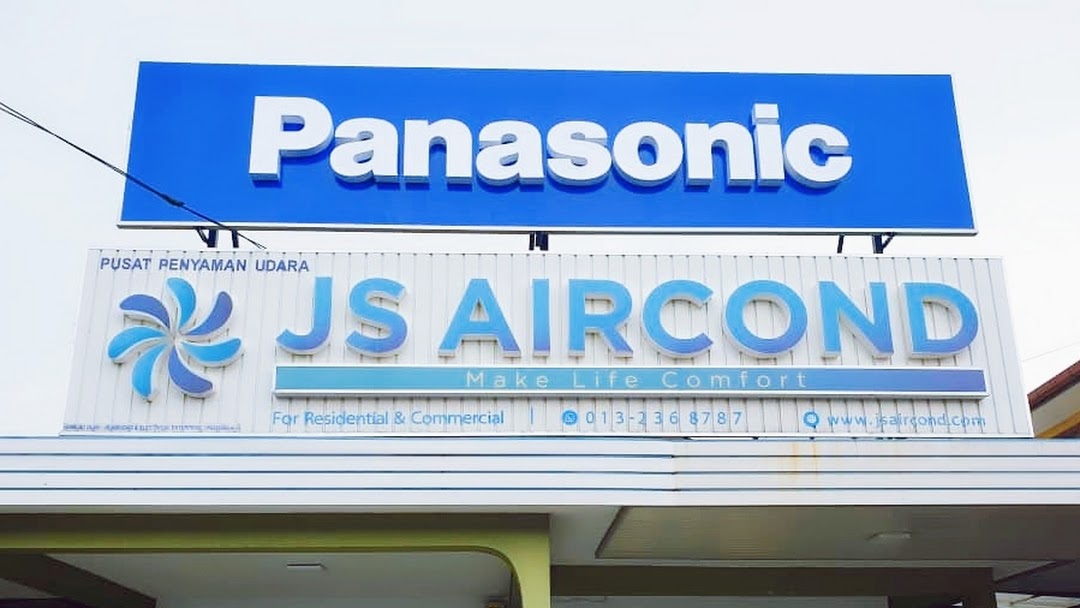 Panasonic
PUSAT PENYAMAN UDARA
JS AIRCOND
Make Life Comfort
For Residential & Commercial | 013-236 8787 www.jsaircond.com